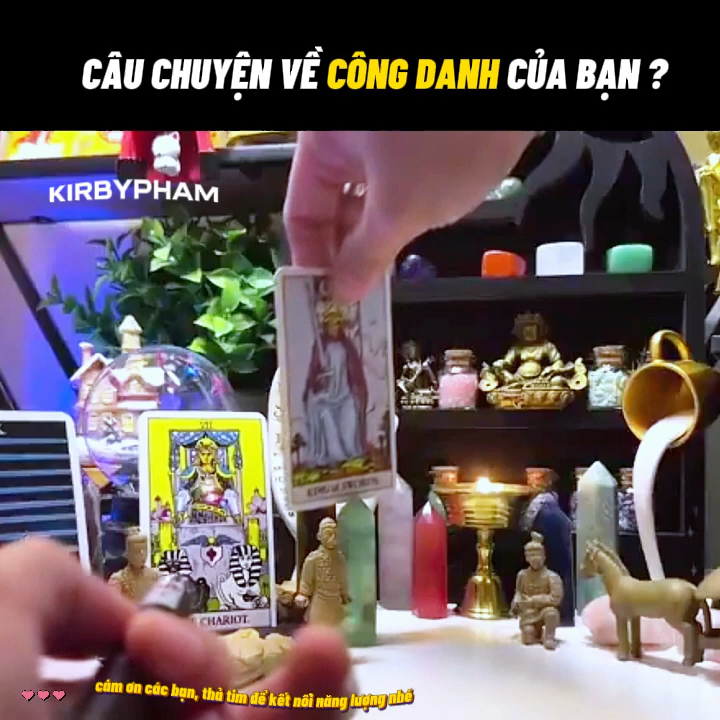 CÂU CHUYỆN VỀ CÔNG DANH CỦA BẠN ?
KIRBYPHAM
VII
KING of SWORDS.
CHARIOT.
cảm ơn các bạn, thả tim để kết nối năng lượng nhé